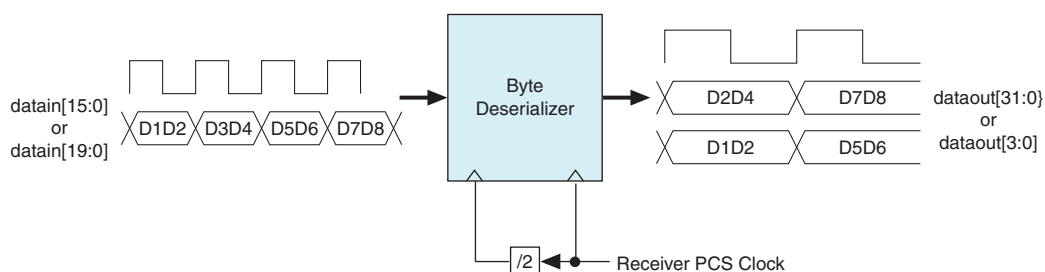 datain[15:0]
or
datain[19:0]
D1D2
D3D4
D5D6
D7D8
Byte
Deserializer
D2D4
D7D8
D1D2
D5D6
dataout[31:0}
or
dataout[3:0]
/2
Receiver PCS Clock